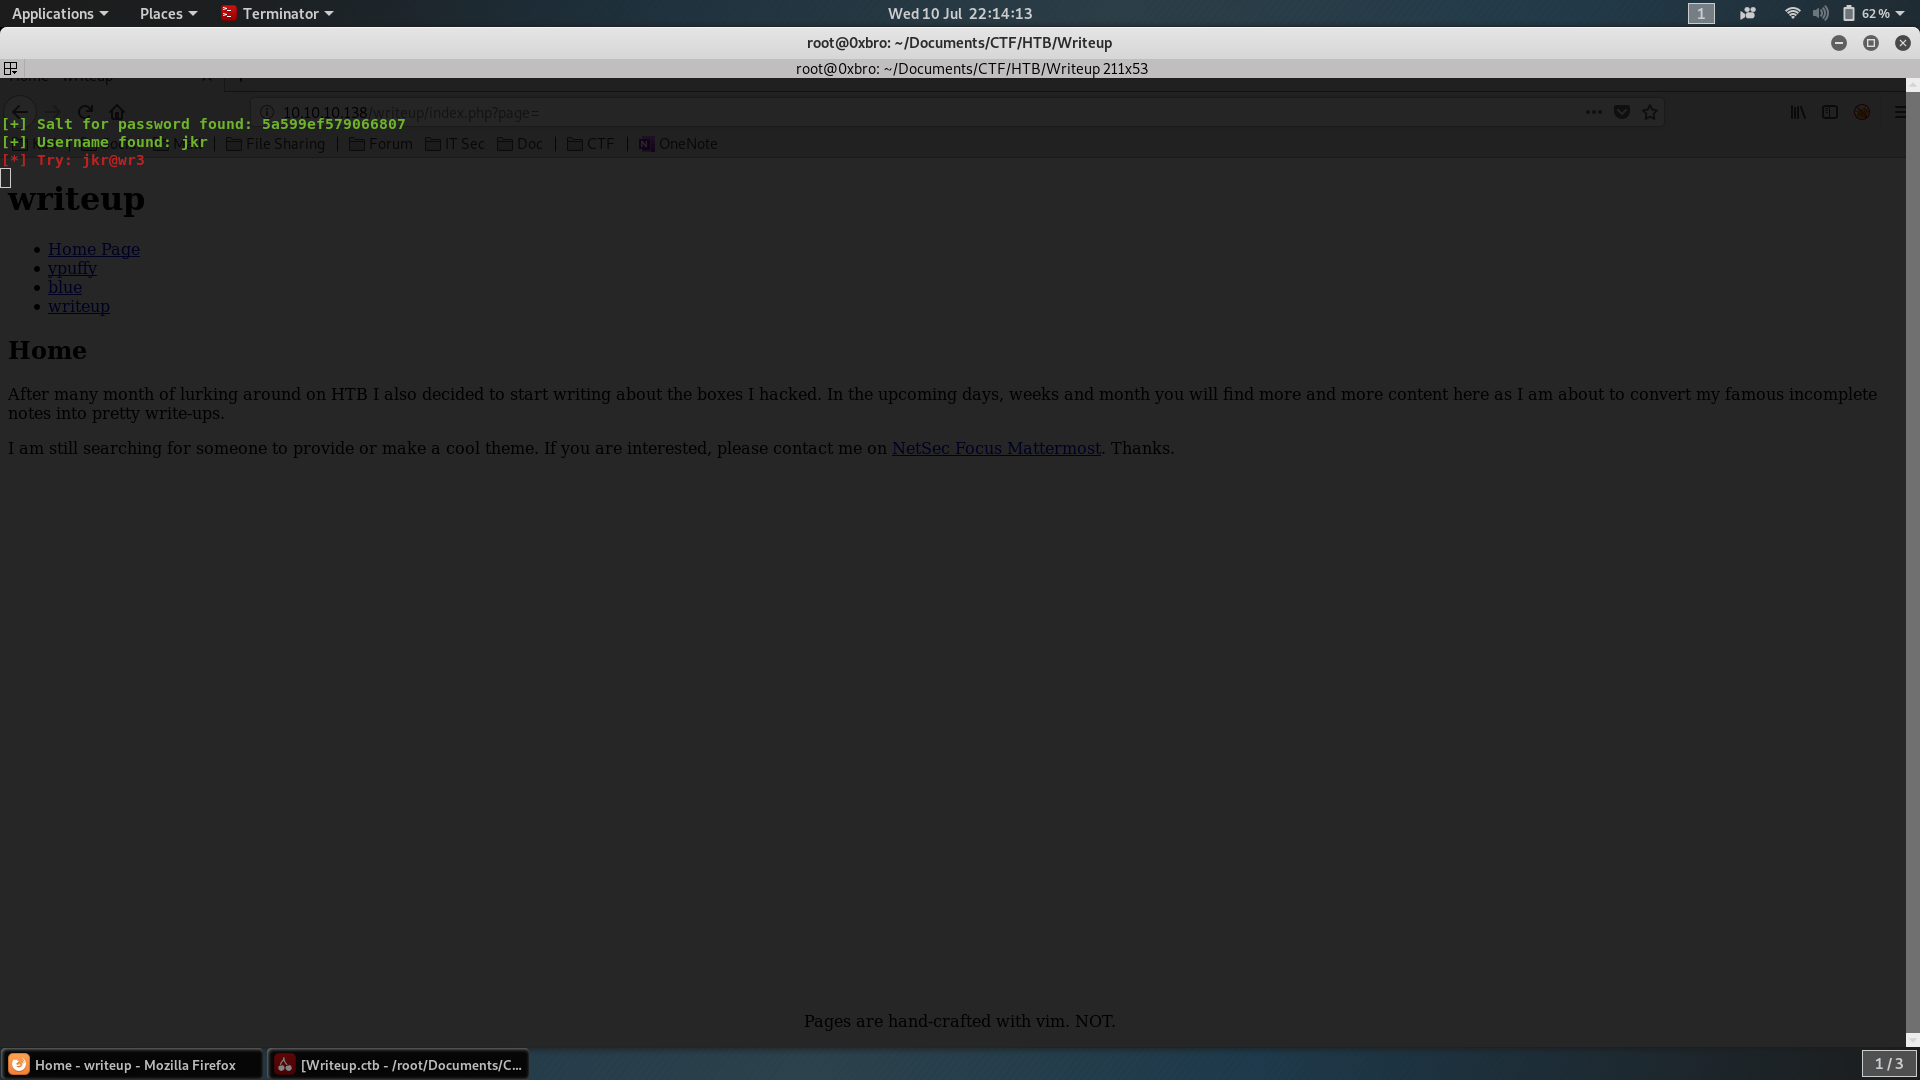 Applications Places Terminator Wed 10 Jul 22:14:13 1 62 %
root@0xbro: ~/Documents/CTF/HTB/Writeup
root@0xbro: ~/Documents/CTF/HTB/Writeup 211x53
10.10.10.138/writeup/index.php?page=
[+] Salt for password found: 5a599ef579066807
[+] Username found: jkr
File Sharing Forum IT Sec Doc CTF OneNote
[*] Try: jkr@wr3
writeup
Home Page
ypuffy
blue
writeup
Home
After many month of lurking around on HTB I also decided to start writing about the boxes I hacked. In the upcoming days, weeks and month you will find more and more content here as I am about to convert my famous incomplete
notes into pretty write-ups.
I am still searching for someone to provide or make a cool theme. If you are interested, please contact me on NetSec Focus Mattermost. Thanks.
Pages are hand-crafted with vim. NOT.
Home - writeup - Mozilla Firefox [Writeup.ctb - /root/Documents/C... 1 / 3